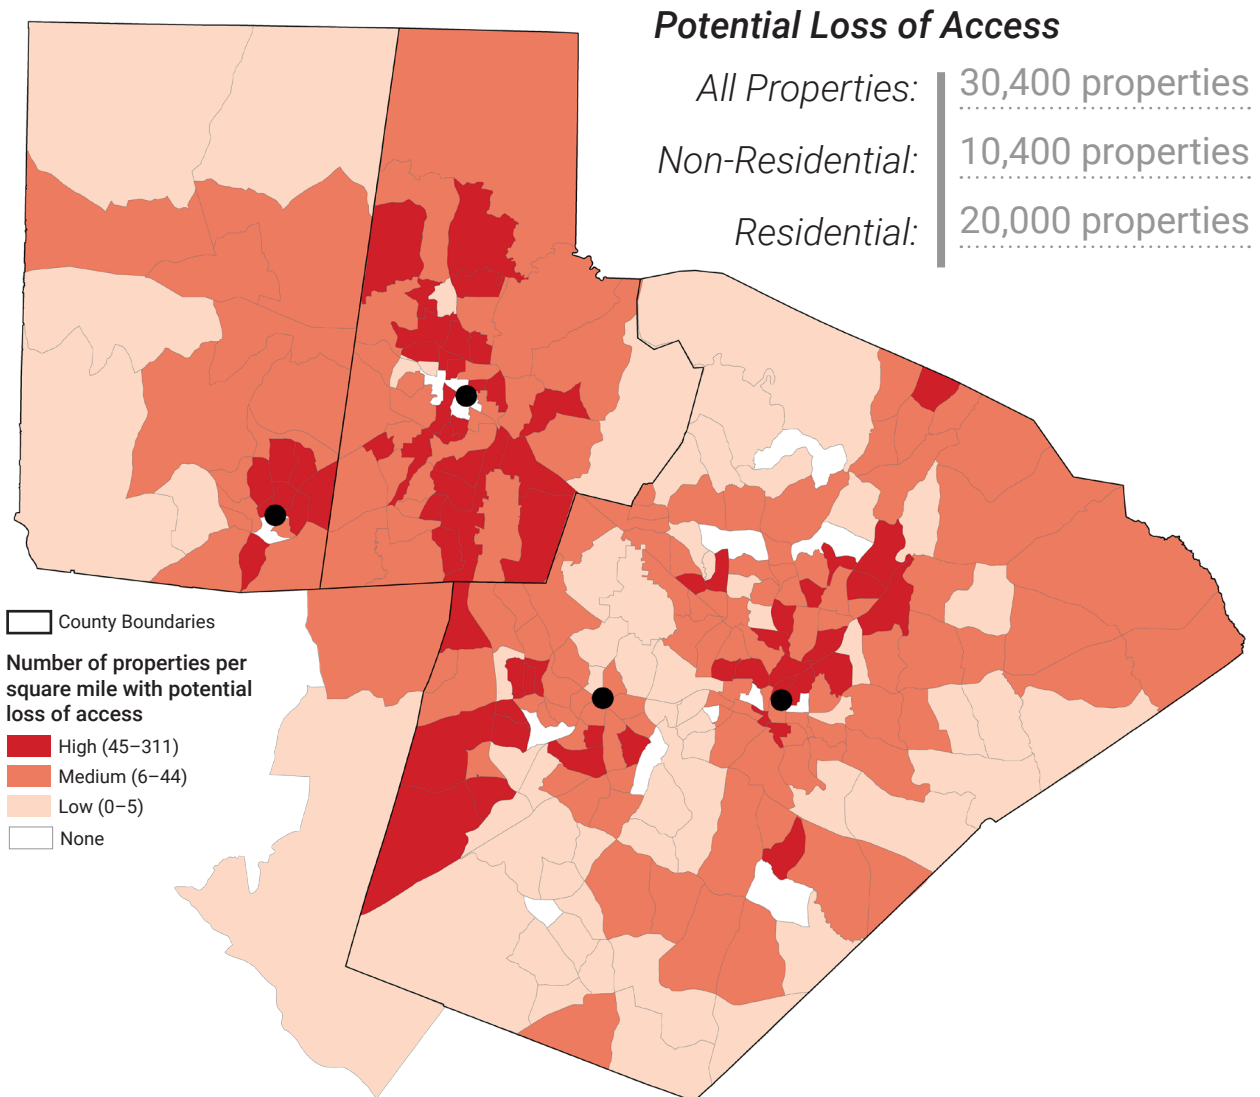 Potential Loss of Access
All Properties: 30,400 properties
Non-Residential: 10,400 properties
Residential: 20,000 properties
County Boundaries
Number of properties per
square mile with potential
loss of access
High (45–311)
Medium (6–44)
Low (0–5)
None